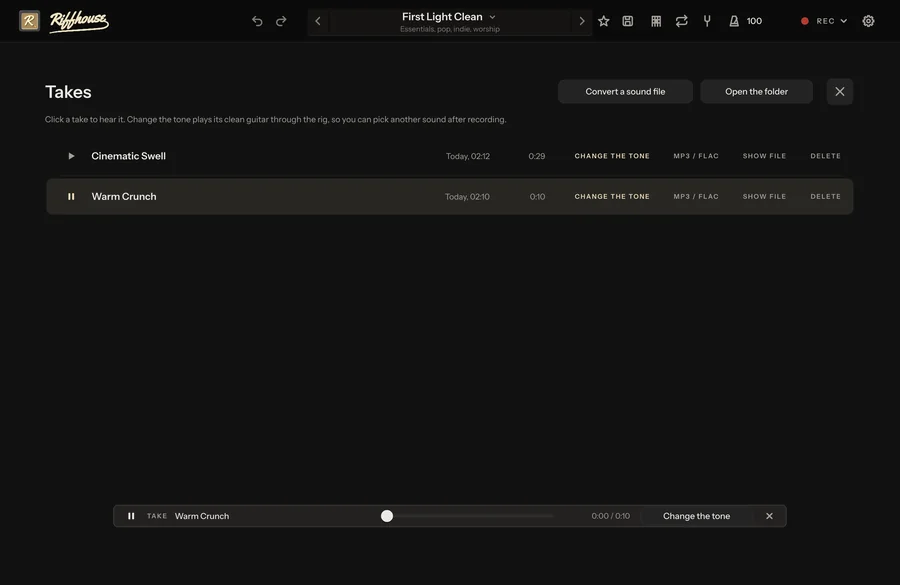 R Riffhouse
First Light Clean
Essentials, pop, indie, worship
100
REC
Takes
Convert a sound file
Open the folder
Click a take to hear it. Change the tone plays its clean guitar through the rig, so you can pick another sound after recording.
Cinematic Swell Today, 02:12 0:29 CHANGE THE TONE MP3 / FLAC SHOW FILE DELETE
Warm Crunch Today, 02:10 0:10 CHANGE THE TONE MP3 / FLAC SHOW FILE DELETE
TAKE Warm Crunch 0:00 / 0:10 Change the tone